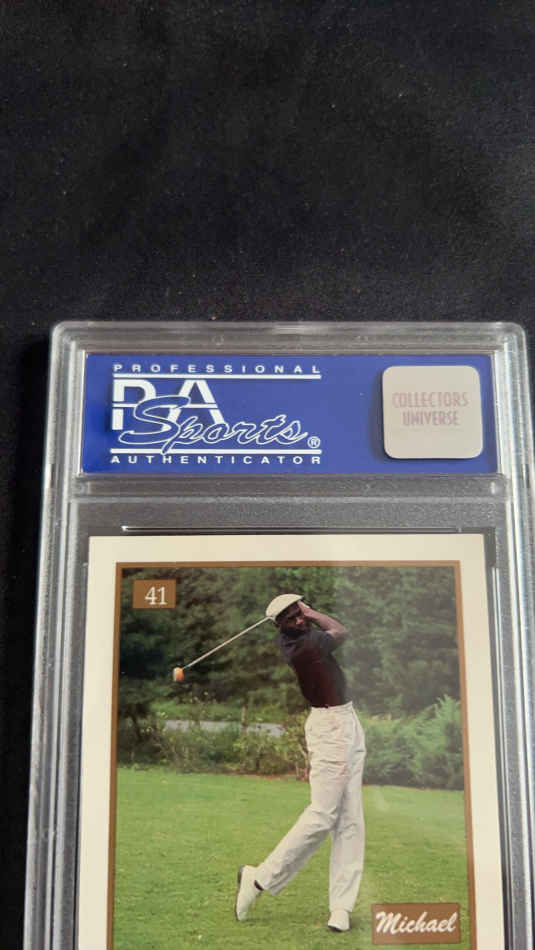 PROFESSIONAL
PSA
Sports®
AUTHENTICATOR
COLLECTORS
UNIVERSE
41
Michael